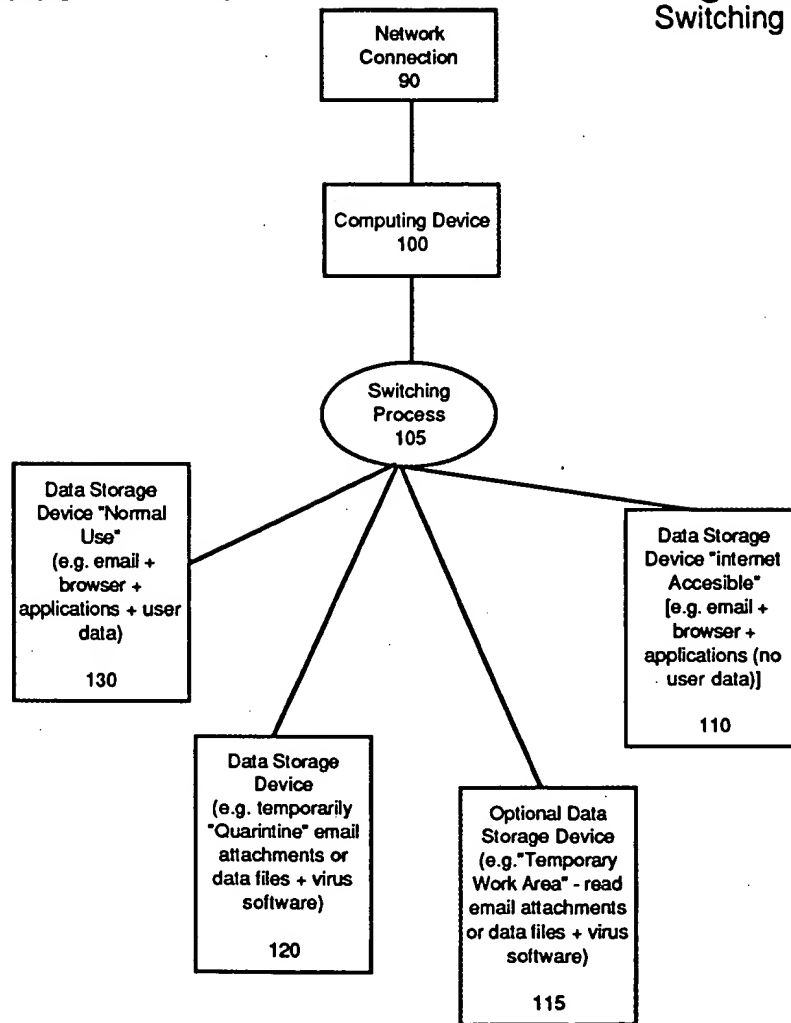 Switching
Network
Connection
90
Computing Device
100
Switching
Process
105
Data Storage
Device "Normal
Use"
(e.g. email +
browser +
applications + user
data)
130
Data Storage
Device "internet
Accesible"
[e.g. email +
browser +
applications (no
user data)]
110
Data Storage
Device
(e.g. temporarily
"Quarintine" email
attachments or
data files + virus
software)
120
Optional Data
Storage Device
(e.g."Temporary
Work Area" - read
email attachments
or data files + virus
software)
115